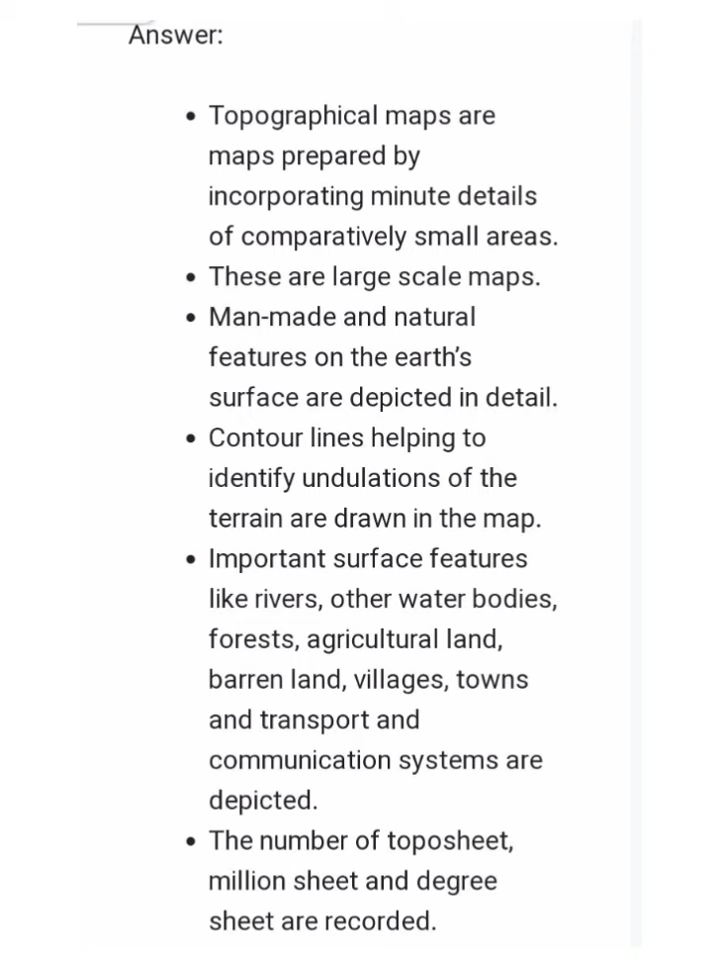 Answer:
• Topographical maps are
maps prepared by
incorporating minute details
of comparatively small areas.
• These are large scale maps.
• Man-made and natural
features on the earth's
surface are depicted in detail.
• Contour lines helping to
identify undulations of the
terrain are drawn in the map.
• Important surface features
like rivers, other water bodies,
forests, agricultural land,
barren land, villages, towns
and transport and
communication systems are
depicted.
• The number of toposheet,
million sheet and degree
sheet are recorded.